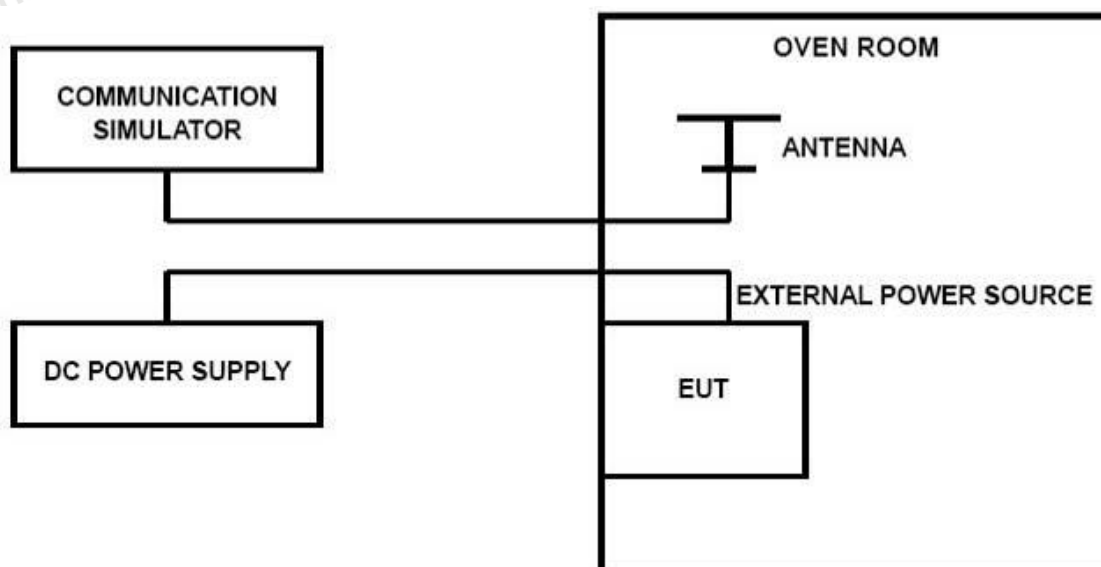 OVEN ROOM
COMMUNICATION
SIMULATOR
ANTENNA
EXTERNAL POWER SOURCE
DC POWER SUPPLY
EUT